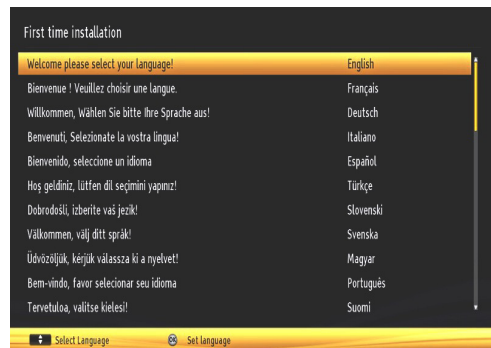 First time installation
Welcome please select your language! English
Bienvenue ! Veuillez choisir une langue. Français
Willkommen, Wählen Sie bitte Ihre Sprache aus! Deutsch
Benvenuti, Selezionate la vostra lingua! Italiano
Bienvenido, seleccione un idioma Español
Hoş geldiniz, lütfen dil seçimini yapınız! Türkçe
Dobrodošli, izberite vaš jezik! Slovenski
Välkommen, välj ditt språk! Svenska
Üdvözöljük, kérjük válassza ki a nyelvet! Magyar
Bem-vindo, favor selecionar seu idioma Português
Tervetuloa, valitse kielesi! Suomi
Select Language OK Set language